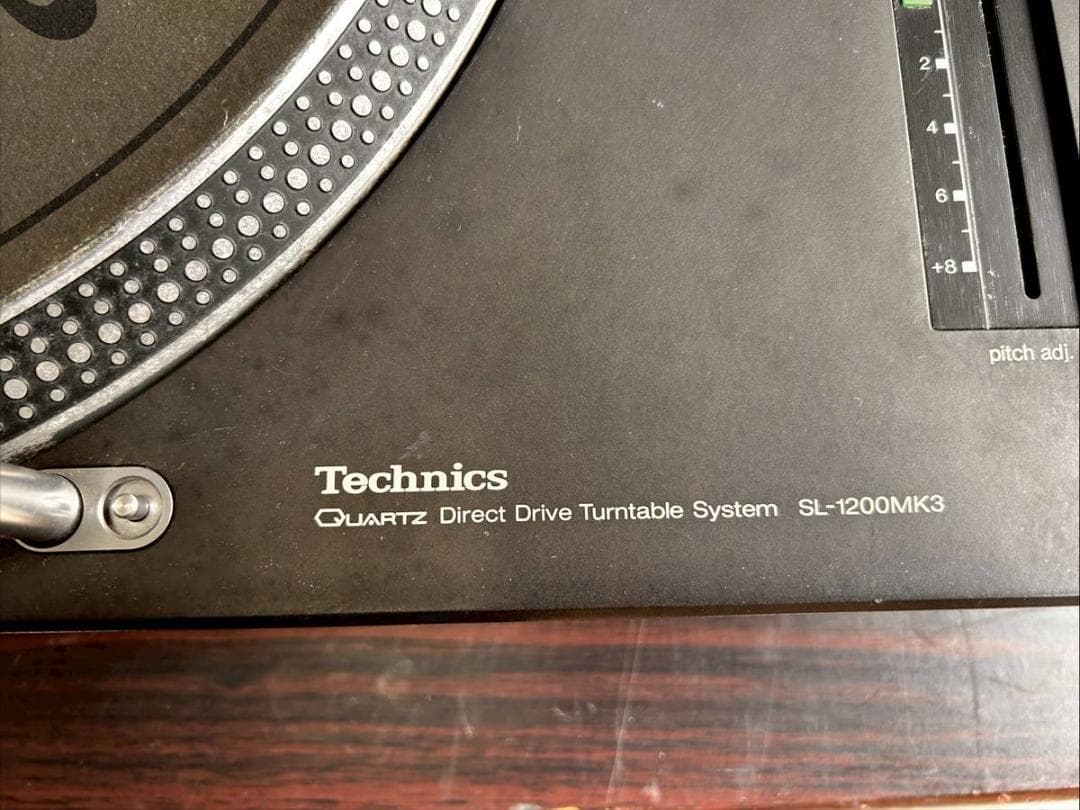 2
4
6
+8
pitch adj.
Technics
QUARTZ Direct Drive Turntable System SL-1200MK3